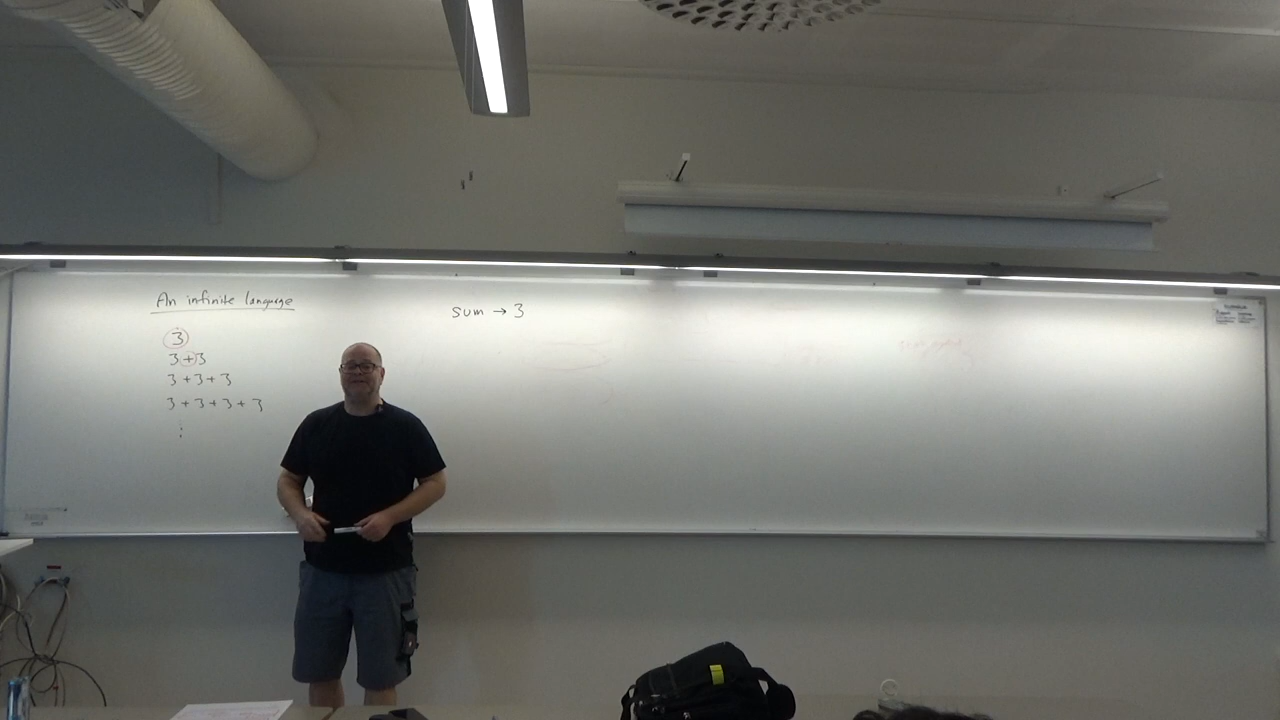 An infinite language
3
3+3
3+3+3
3+3+3+3
⋮
sum → 3